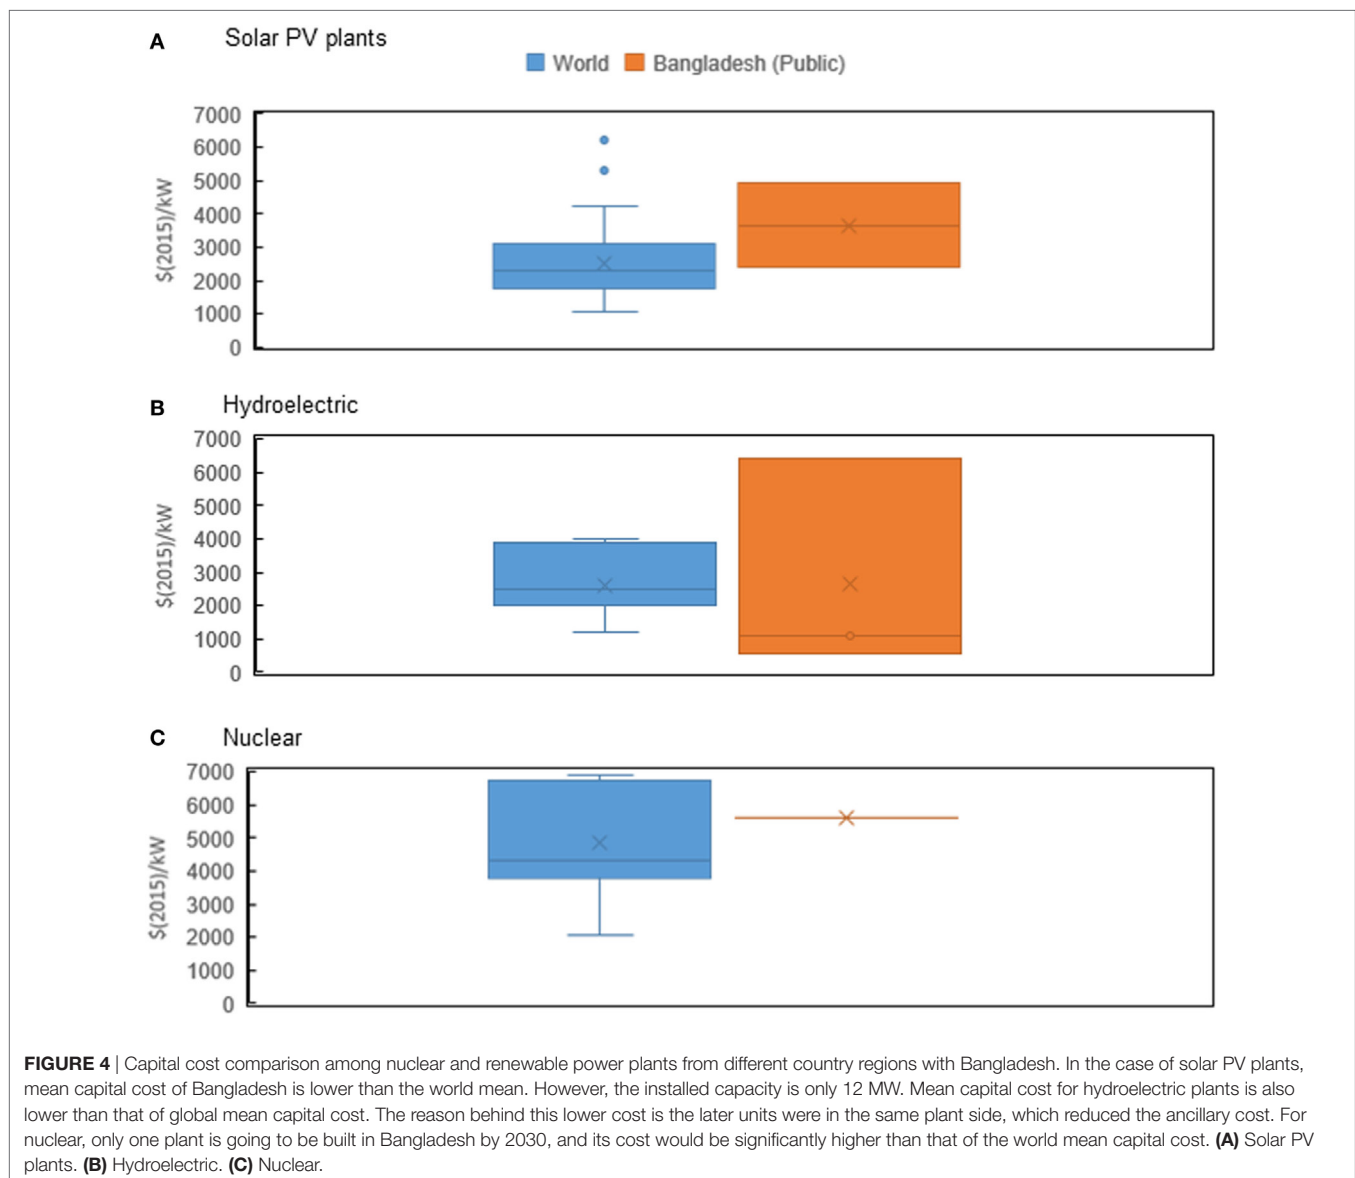 A Solar PV plants
World Bangladesh (Public)
7000
6000
5000
4000
3000
2000
1000
0
$(2015)/kW
B Hydroelectric
7000
6000
5000
4000
3000
2000
1000
0
$(2015)/kW
C Nuclear
7000
6000
5000
4000
3000
2000
1000
0
$(2015)/kW
FIGURE 4 | Capital cost comparison among nuclear and renewable power plants from different country regions with Bangladesh. In the case of solar PV plants,
mean capital cost of Bangladesh is lower than the world mean. However, the installed capacity is only 12 MW. Mean capital cost for hydroelectric plants is also
lower than that of global mean capital cost. The reason behind this lower cost is the later units were in the same plant side, which reduced the ancillary cost. For
nuclear, only one plant is going to be built in Bangladesh by 2030, and its cost would be significantly higher than that of the world mean capital cost. (A) Solar PV
plants. (B) Hydroelectric. (C) Nuclear.